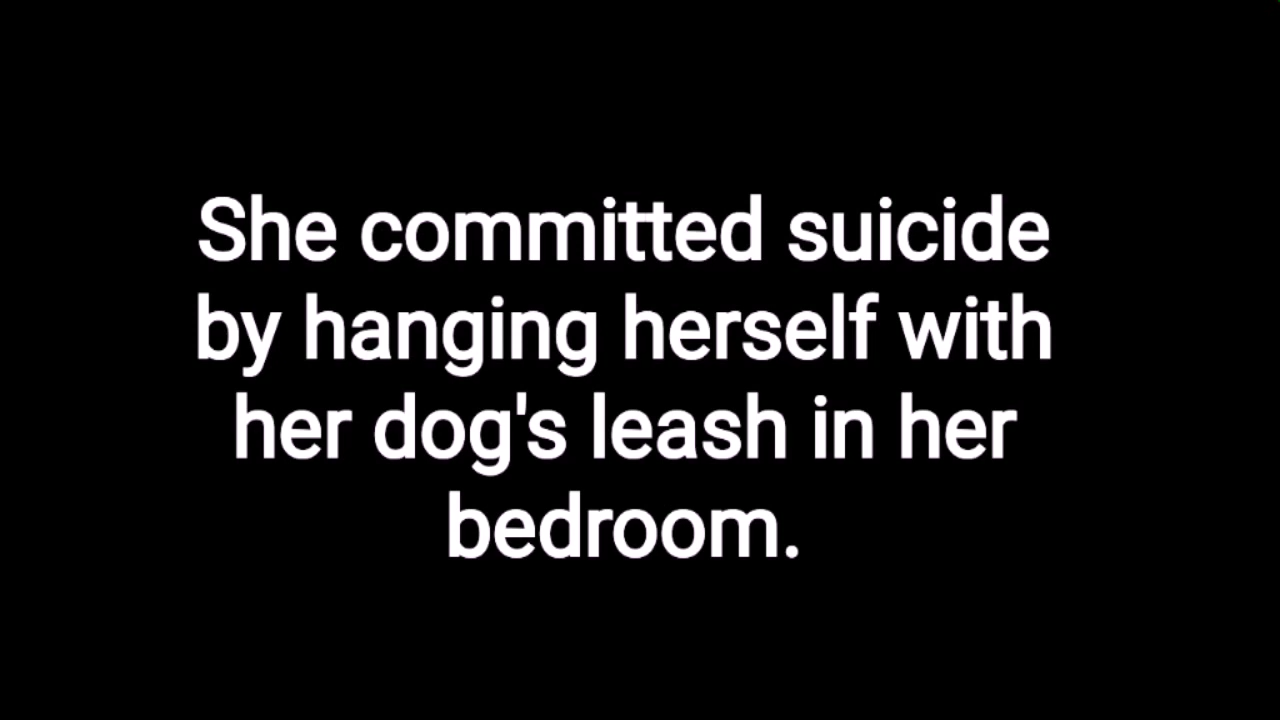 She committed suicide
by hanging herself with
her dog's leash in her
bedroom.